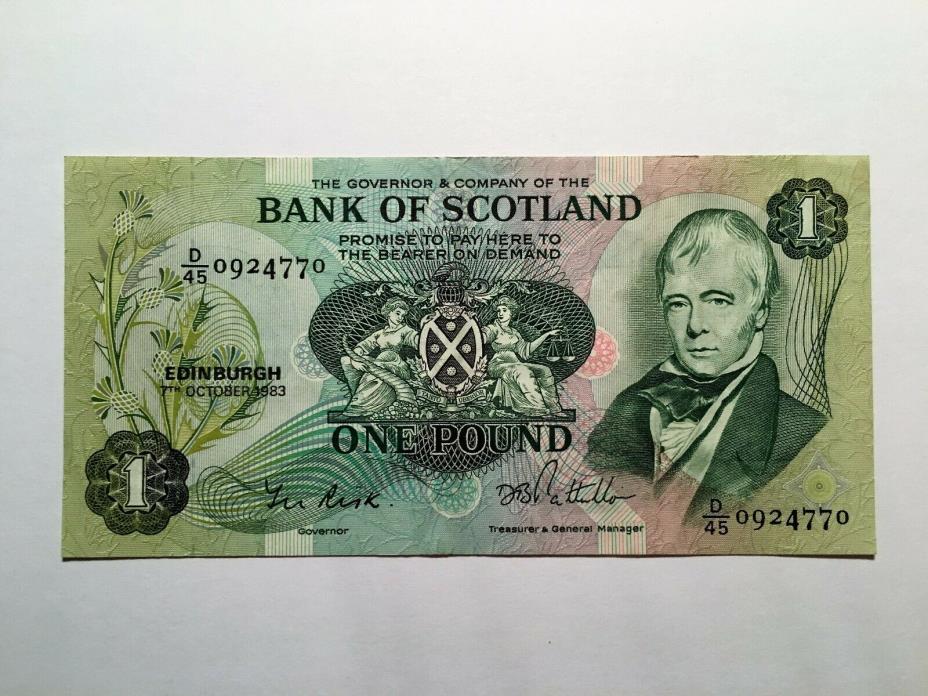 THE GOVERNOR & COMPANY OF THE
BANK OF SCOTLAND
PROMISE TO PAY HERE TO
THE BEARER ON DEMAND
1
D/45 0924770
EDINBURGH
7TH OCTOBER 1983
ONE POUND
1
Governor
Treasurer & General Manager
D/45 0924770